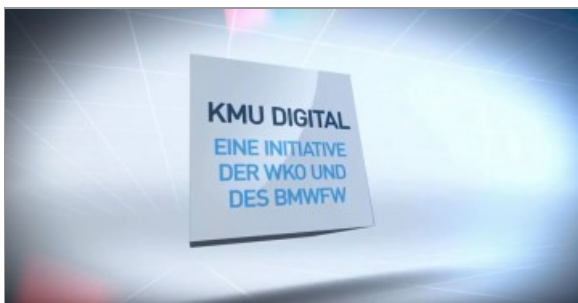 KMU DIGITAL
EINE INITIATIVE
DER WKO UND
DES BMWFW